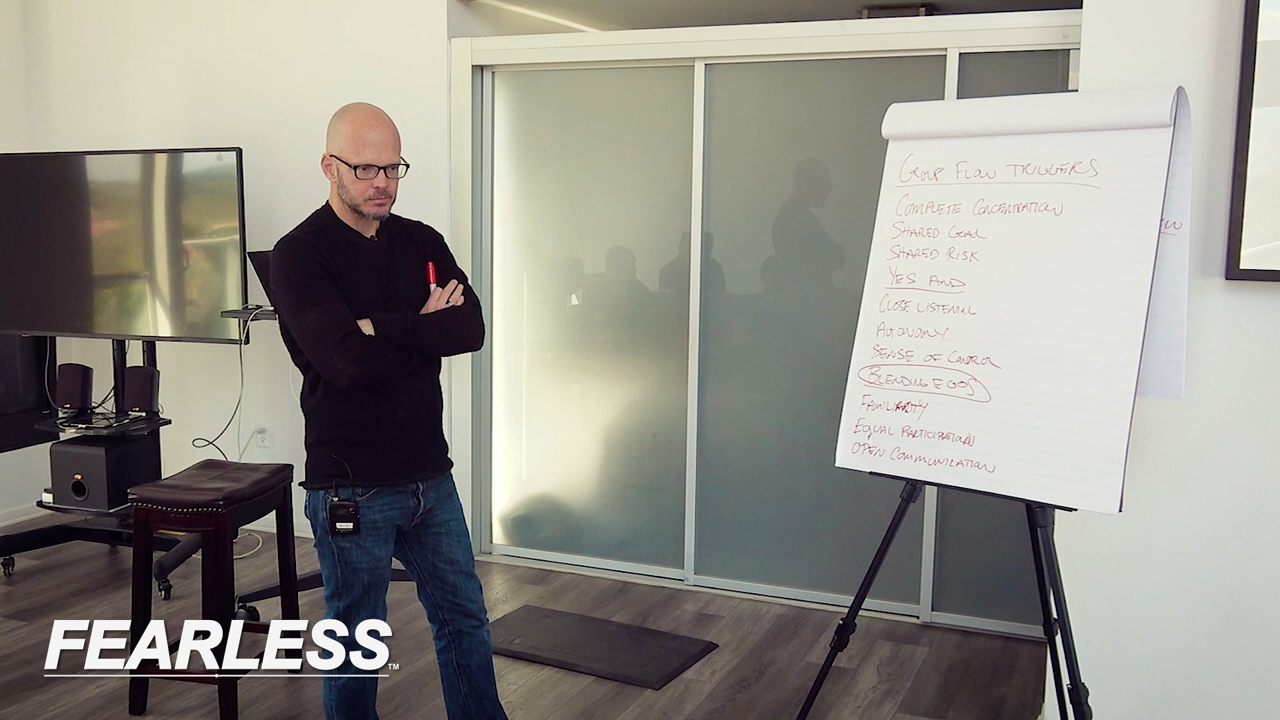 GROUP FLOW TRIGGERS
COMPLETE CONCENTRATION
SHARED GOAL
SHARED RISK
YES AND
CLOSE LISTENING
AUTONOMY
SENSE OF CONTROL
BLENDING EGOS
FAMILIARITY
EQUAL PARTICIPATION
OPEN COMMUNICATION
FEARLESS™